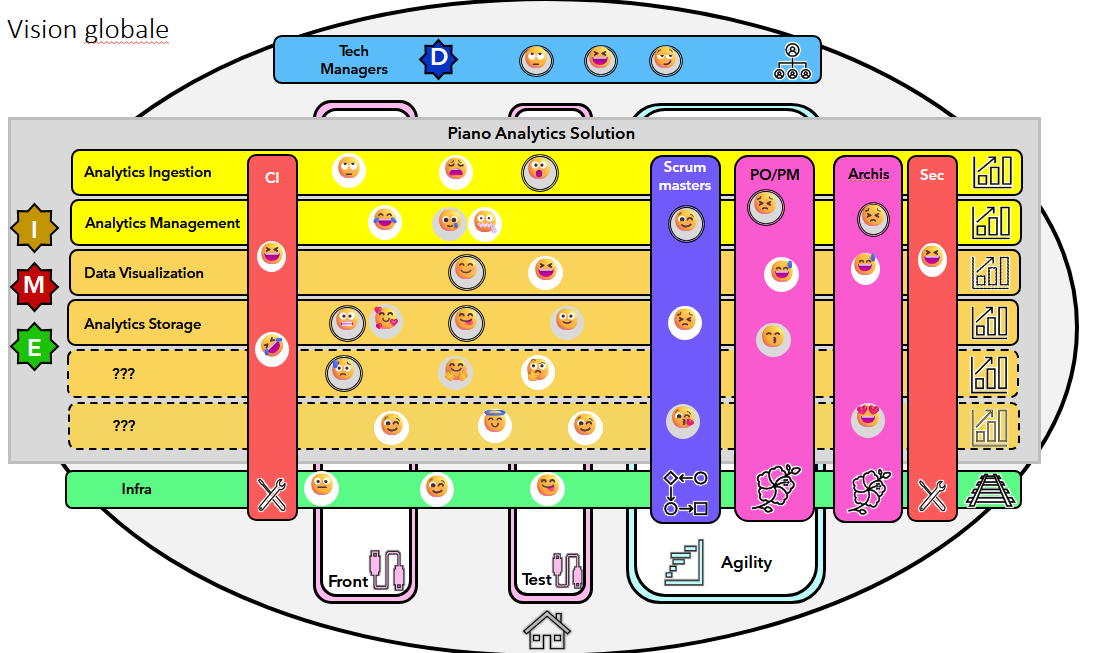 Vision globale
Tech
Managers
D
Piano Analytics Solution
Analytics Ingestion
CI
Scrum
masters
PO/PM
Archis
Sec
Analytics Management
I
Data Visualization
M
Analytics Storage
E
???
???
Infra
Front
Test
Agility